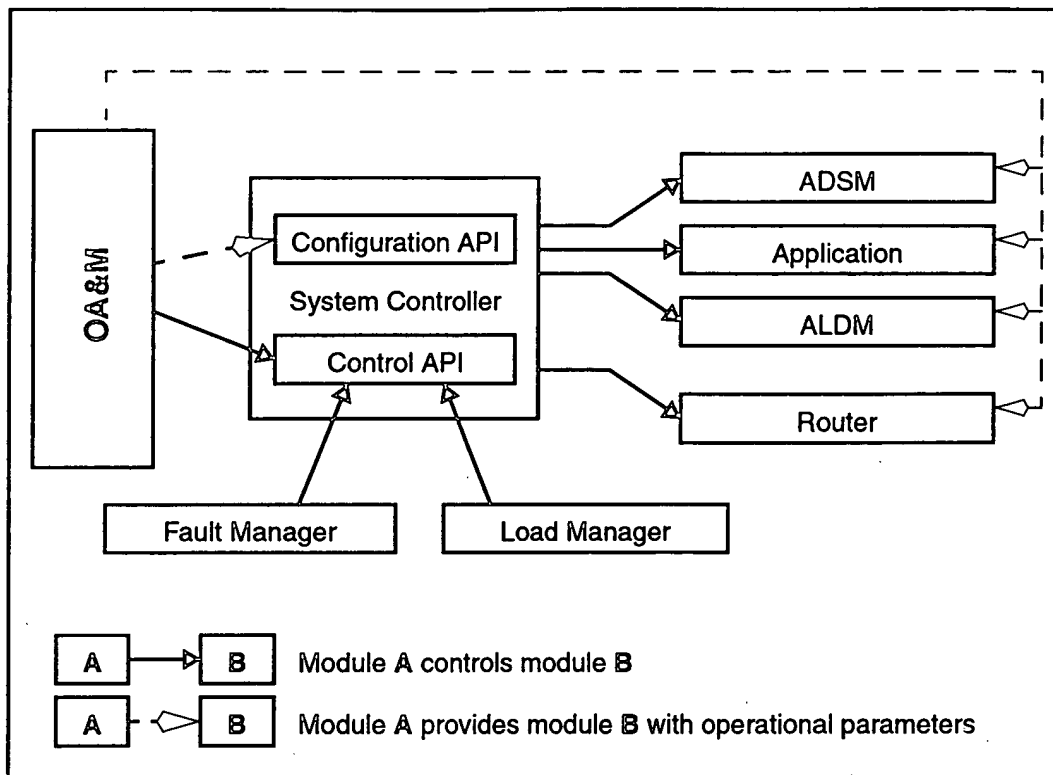 OA&M
ADSM
Configuration API
Application
System Controller
ALDM
Control API
Router
Fault Manager
Load Manager
A B Module A controls module B
A B Module A provides module B with operational parameters